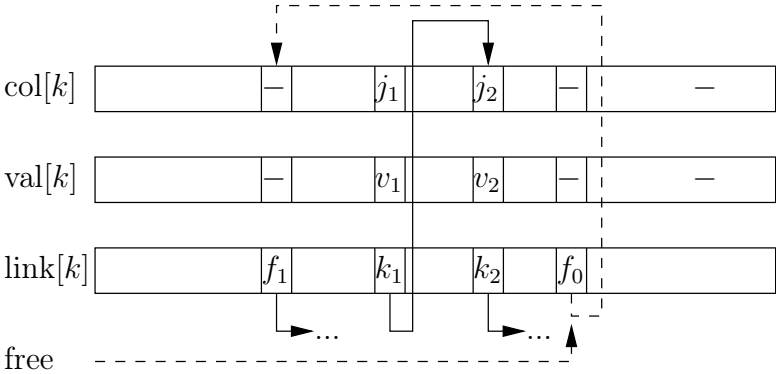 col[k] – j₁ j₂ – –
val[k] – v₁ v₂ – –
link[k] f₁ k₁ k₂ f₀
... ...
free